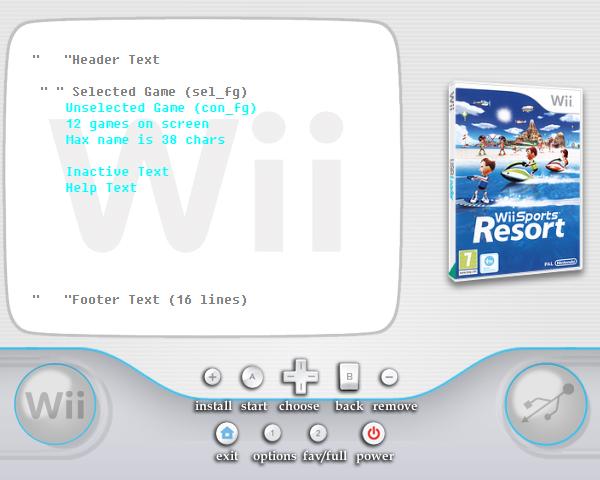 "   "Header Text
" " Selected Game (sel_fg)
Unselected Game (con_fg)
12 games on screen
Max name is 38 chars
Inactive Text
Help Text
"   "Footer Text (16 lines)
Wii
Wii
Wii Sports
Resort
7
PAL Nintendo
Wii
+ A B -
install start choose back remove
1 2
exit options fav/full power